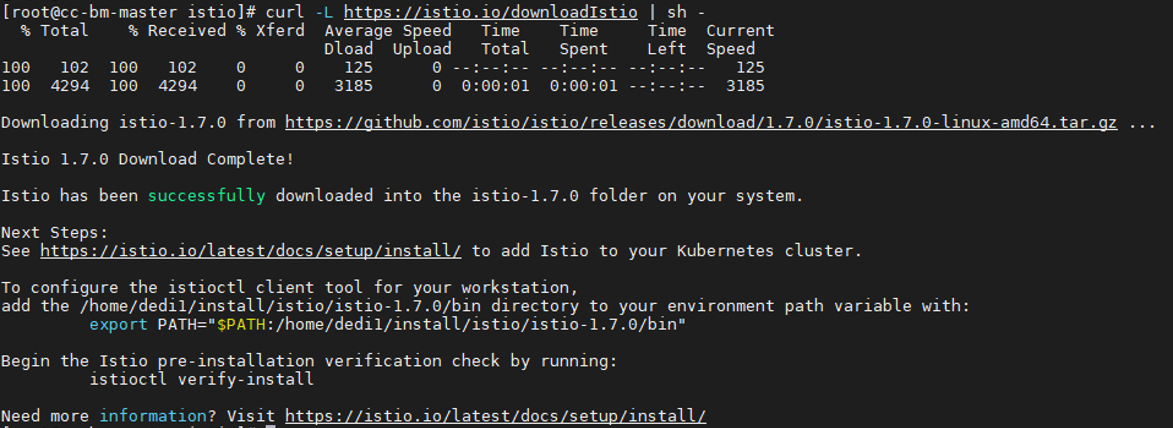 [root@cc-bm-master istio]# curl -L https://istio.io/downloadIstio | sh -
  % Total    % Received % Xferd  Average Speed   Time    Time     Time  Current
                                 Dload  Upload   Total   Spent    Left  Speed
100   102  100   102    0     0    125      0 --:--:-- --:--:-- --:--:--   125
100  4294  100  4294    0     0   3185      0  0:00:01  0:00:01 --:--:--  3185
Downloading istio-1.7.0 from https://github.com/istio/istio/releases/download/1.7.0/istio-1.7.0-linux-amd64.tar.gz ...
Istio 1.7.0 Download Complete!
Istio has been successfully downloaded into the istio-1.7.0 folder on your system.
Next Steps:
See https://istio.io/latest/docs/setup/install/ to add Istio to your Kubernetes cluster.
To configure the istioctl client tool for your workstation,
add the /home/dedi1/install/istio/istio-1.7.0/bin directory to your environment path variable with:
         export PATH="$PATH:/home/dedi1/install/istio/istio-1.7.0/bin"
Begin the Istio pre-installation verification check by running:
         istioctl verify-install
Need more information? Visit https://istio.io/latest/docs/setup/install/